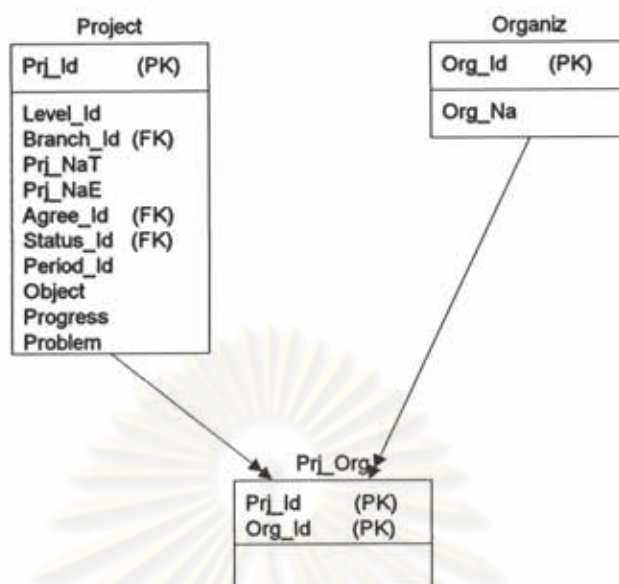 Project
Prj_Id (PK)
Level_Id
Branch_Id (FK)
Prj_NaT
Prj_NaE
Agree_Id (FK)
Status_Id (FK)
Period_Id
Object
Progress
Problem
Organiz
Org_Id (PK)
Org_Na
Prj_Org
Prj_Id (PK)
Org_Id (PK)